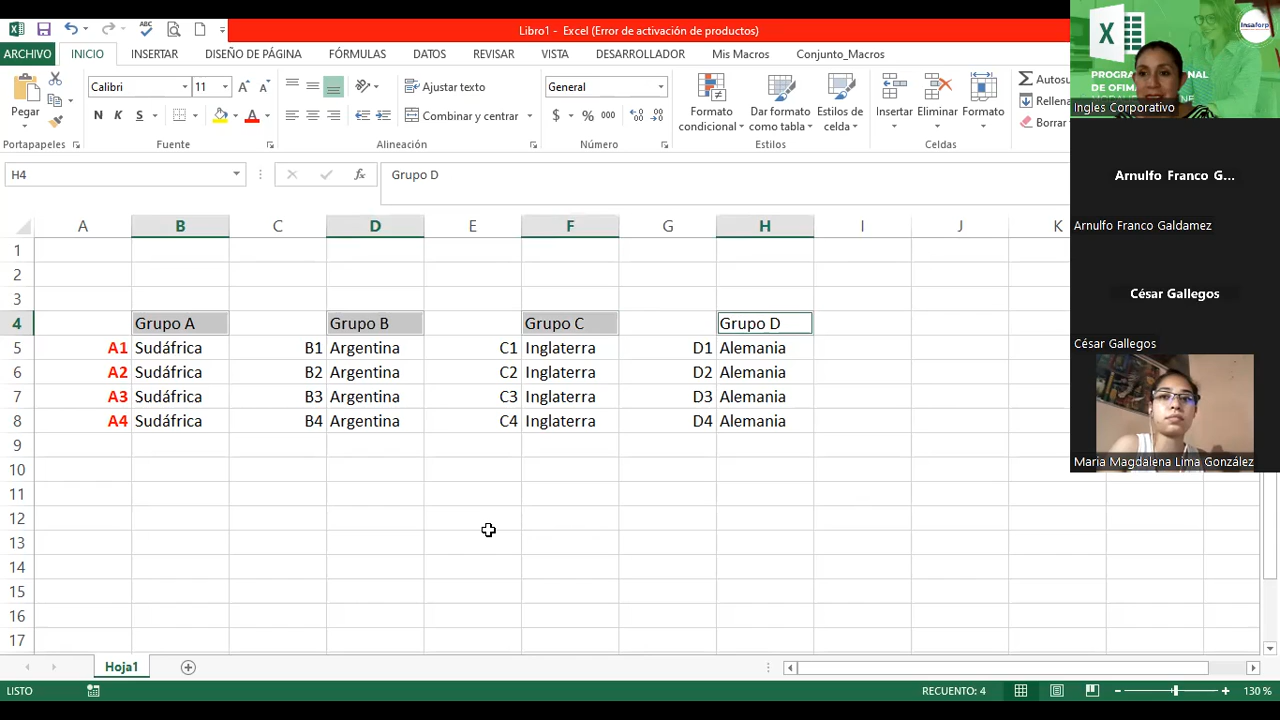 Libro1 - Excel (Error de activación de productos)
ARCHIVO INICIO INSERTAR DISEÑO DE PÁGINA FÓRMULAS DATOS REVISAR VISTA DESARROLLADOR Mis Macros Conjunto_Macros
Pegar
Calibri 11
N K S
Ajustar texto
Combinar y centrar
General
$ % 000
Formato condicional
Dar formato como tabla
Estilos de celda
Insertar Eliminar Formato
Autosu
Rellena
Borrar
Portapapeles Fuente Alineación Número Estilos Celdas
H4 fx Grupo D
A B C D E F G H I J K
1
2
3
4 Grupo A Grupo B Grupo C Grupo D
5 A1 Sudáfrica B1 Argentina C1 Inglaterra D1 Alemania
6 A2 Sudáfrica B2 Argentina C2 Inglaterra D2 Alemania
7 A3 Sudáfrica B3 Argentina C3 Inglaterra D3 Alemania
8 A4 Sudáfrica B4 Argentina C4 Inglaterra D4 Alemania
9
10
11
12
13
14
15
16
17
Hoja1
LISTO RECUENTO: 4 130 %
Insaforp
Ingles Corporativo
Arnulfo Franco G...
Arnulfo Franco Galdamez
César Gallegos
César Gallegos
Maria Magdalena Lima González